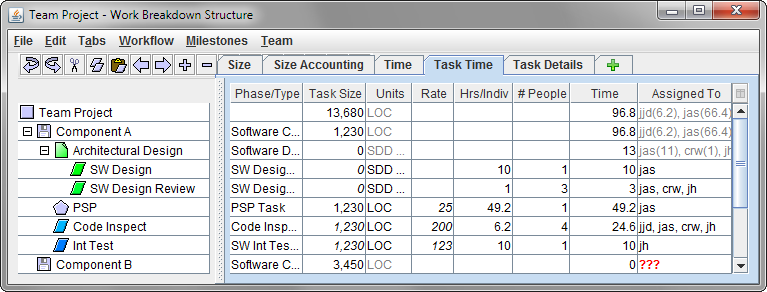 Team Project - Work Breakdown Structure
File Edit Tabs Workflow Milestones Team
Size Size Accounting Time Task Time Task Details
Phase/Type Task Size Units Rate Hrs/Indiv # People Time Assigned To
Team Project 13,680 LOC 96.8 jjd(6.2), jas(66.4)
Component A Software C... 1,230 LOC 96.8 jjd(6.2), jas(66.4)
Architectural Design Software D... 0 SDD ... 13 jas(11), crw(1), jh
SW Design SW Desig... 0 SDD ... 10 1 10 jas
SW Design Review SW Desig... 0 SDD ... 1 3 3 jas, crw, jh
PSP PSP Task 1,230 LOC 25 49.2 1 49.2 jas
Code Inspect Code Insp... 1,230 LOC 200 6.2 4 24.6 jjd, jas, crw, jh
Int Test SW Int Tes... 1,230 LOC 123 10 1 10 jh
Component B Software C... 3,450 LOC 0 ???